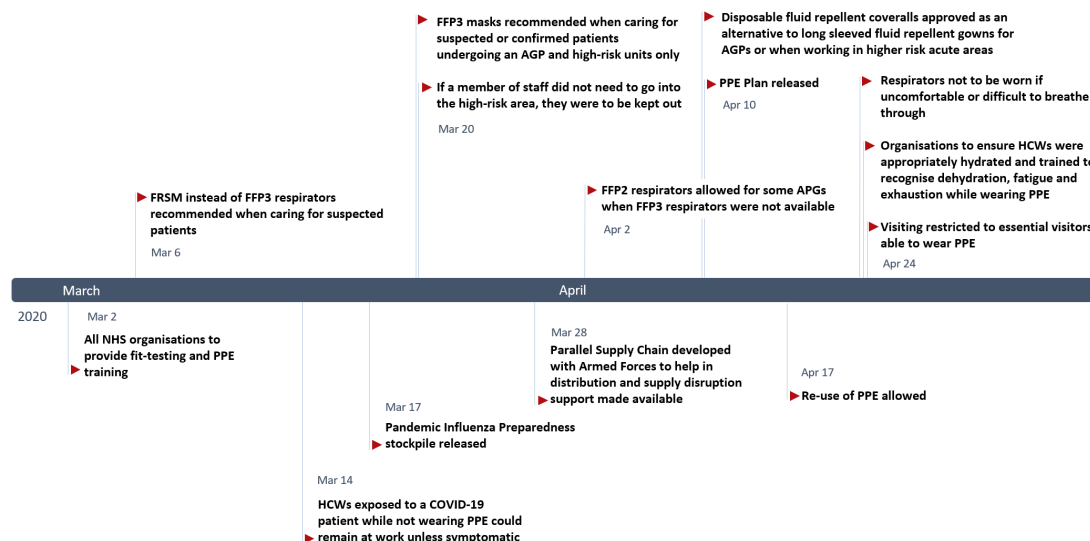 FFP3 masks recommended when caring for
suspected or confirmed patients
undergoing an AGP and high-risk units only
If a member of staff did not need to go into
the high-risk area, they were to be kept out
Mar 20
Disposable fluid repellent coveralls approved as an
alternative to long sleeved fluid repellent gowns for
AGPs or when working in higher risk acute areas
PPE Plan released
Apr 10
Respirators not to be worn if
uncomfortable or difficult to breathe
through
Organisations to ensure HCWs were
appropriately hydrated and trained to
recognise dehydration, fatigue and
exhaustion while wearing PPE
Visiting restricted to essential visitors
able to wear PPE
Apr 24
FRSM instead of FFP3 respirators
recommended when caring for suspected
patients
Mar 6
FFP2 respirators allowed for some APGs
when FFP3 respirators were not available
Apr 2
March
April
2020
Mar 2
All NHS organisations to
provide fit-testing and PPE
training
Mar 28
Parallel Supply Chain developed
with Armed Forces to help in
distribution and supply disruption
support made available
Apr 17
Re-use of PPE allowed
Mar 17
Pandemic Influenza Preparedness
stockpile released
Mar 14
HCWs exposed to a COVID-19
patient while not wearing PPE could
remain at work unless symptomatic